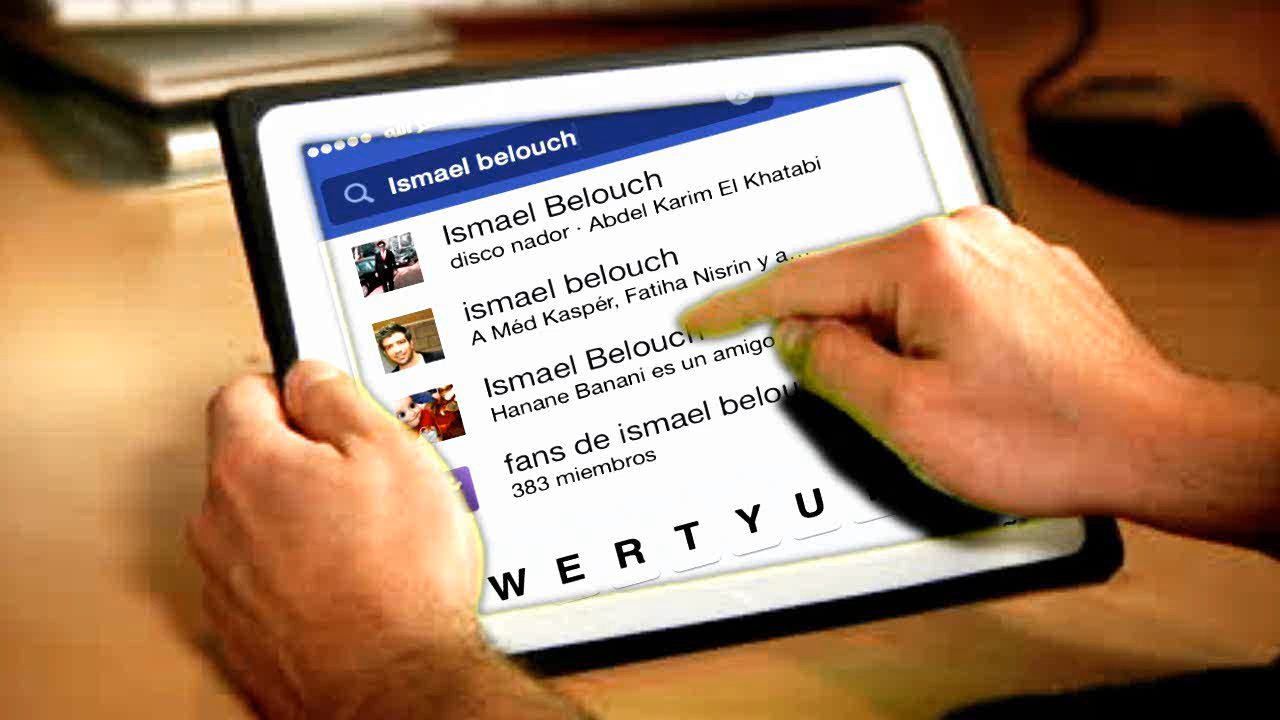 Ismael belouch
Ismael Belouch
disco nador · Abdel Karim El Khatabi
ismael belouch
A Méd Kaspér, Fatiha Nisrin y a...
Ismael Belouch
Hanane Banani es un amigo
fans de ismael belou
383 miembros
W E R T Y U